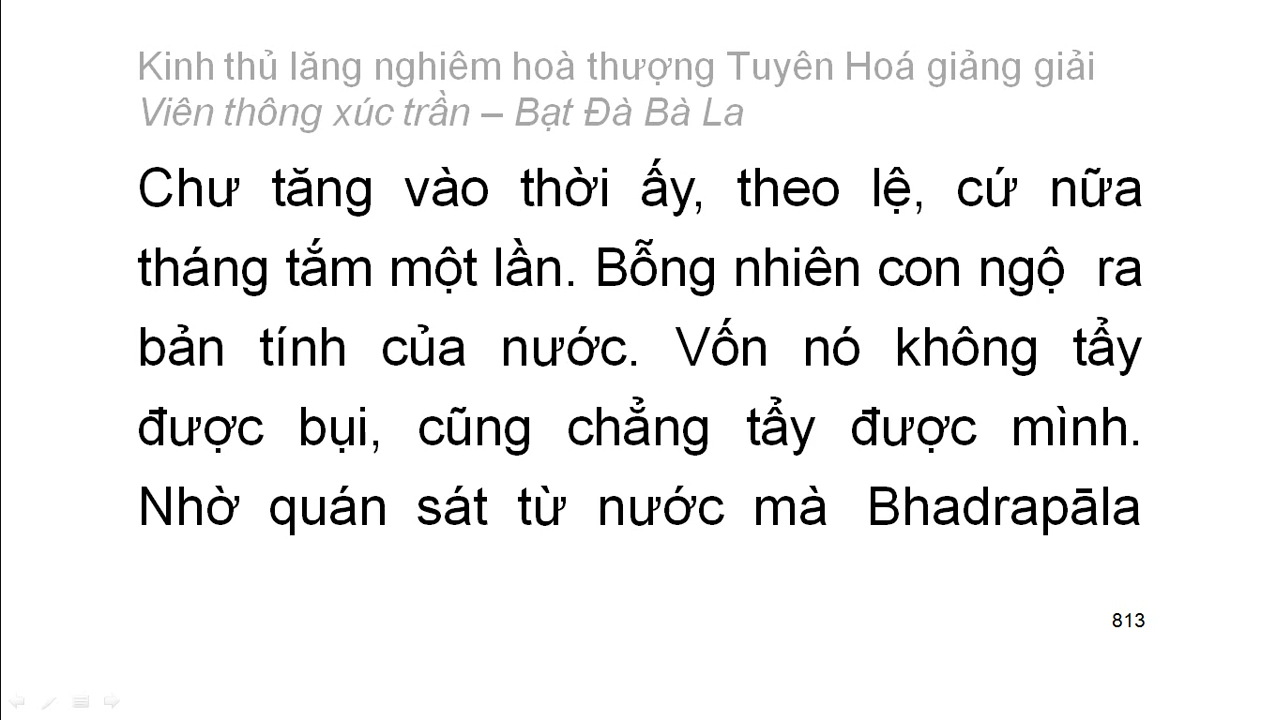 Kinh thủ lăng nghiêm hoà thượng Tuyên Hoá giảng giải
Viên thông xúc trần – Bạt Đà Bà La
Chư tăng vào thời ấy, theo lệ, cứ nữa
tháng tắm một lần. Bỗng nhiên con ngộ ra
bản tính của nước. Vốn nó không tẩy
được bụi, cũng chẳng tẩy được mình.
Nhờ quán sát từ nước mà Bhadrapāla
813